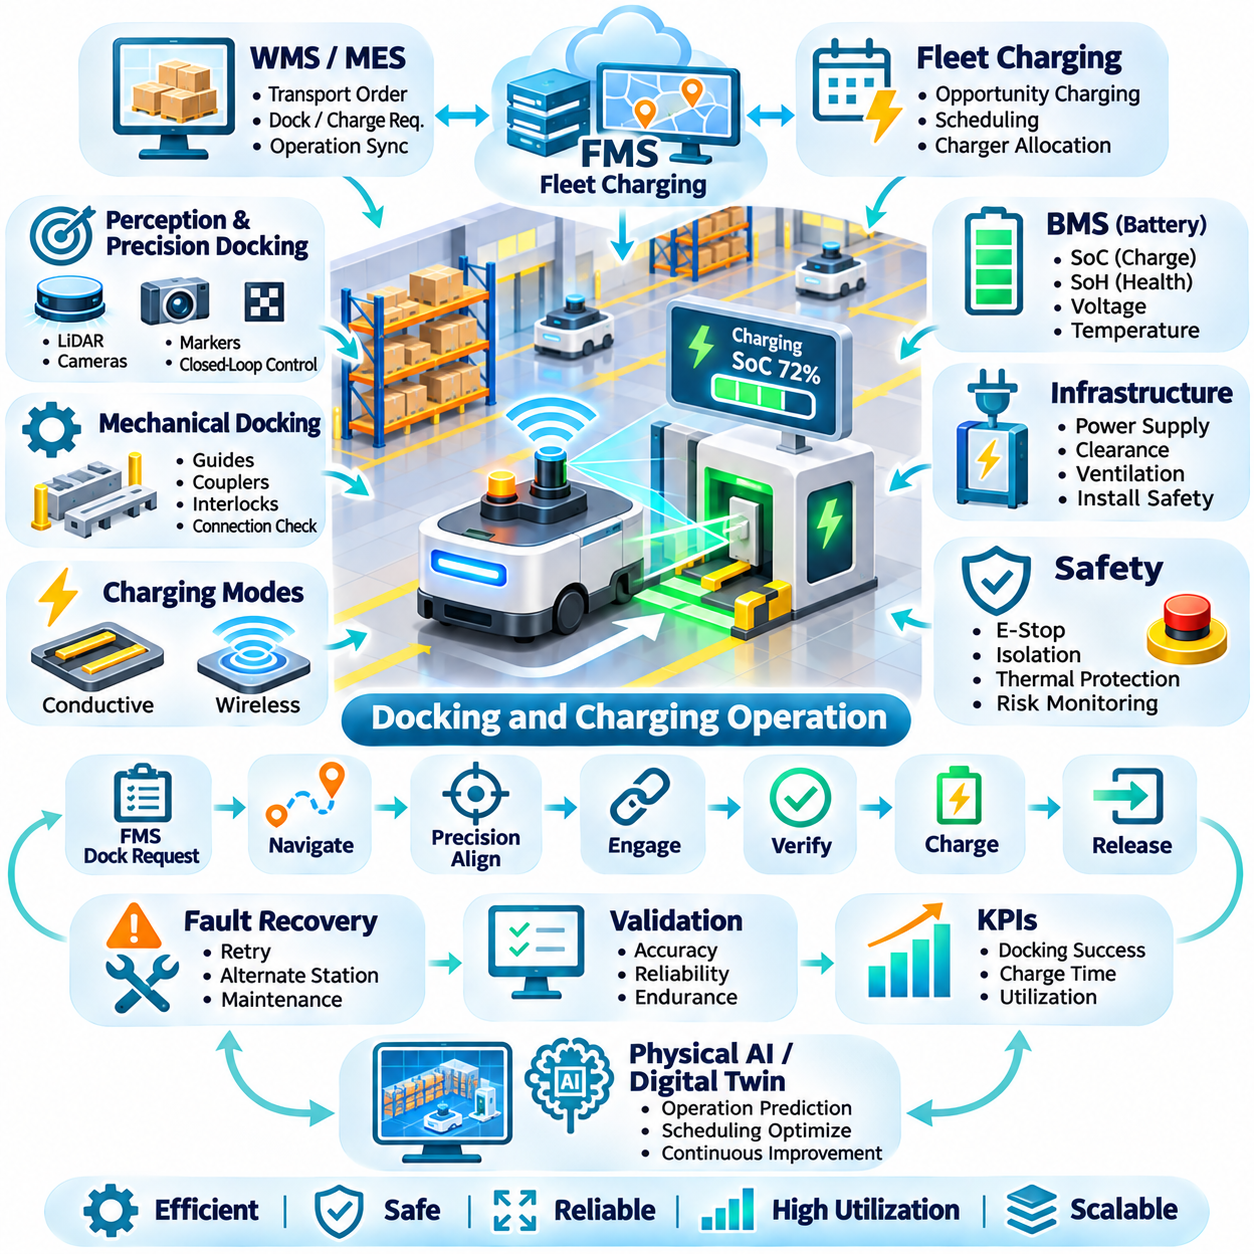 WMS / MES
• Transport Order
• Dock / Charge Req.
• Operation Sync
FMS
Fleet Charging
Fleet Charging
• Opportunity Charging
• Scheduling
• Charger Allocation
Perception &
Precision Docking
• LiDAR
• Cameras
• Markers
• Closed-Loop Control
Mechanical Docking
• Guides
• Couplers
• Interlocks
• Connection Check
Charging Modes
Conductive
Wireless
Charging
SoC 72%
BMS (Battery)
• SoC (Charge)
• SoH (Health)
• Voltage
• Temperature
Infrastructure
• Power Supply
• Clearance
• Ventilation
• Install Safety
Safety
• E-Stop
• Isolation
• Thermal Protection
• Risk Monitoring
Docking and Charging Operation
FMS
Dock Request
Navigate
Precision
Align
Engage
Verify
Charge
Release
Fault Recovery
• Retry
• Alternate Station
• Maintenance
Validation
• Accuracy
• Reliability
• Endurance
KPIs
• Docking Success
• Charge Time
• Utilization
AI
Physical AI /
Digital Twin
• Operation Prediction
• Scheduling Optimize
• Continuous Improvement
Efficient | Safe | Reliable | High Utilization | Scalable